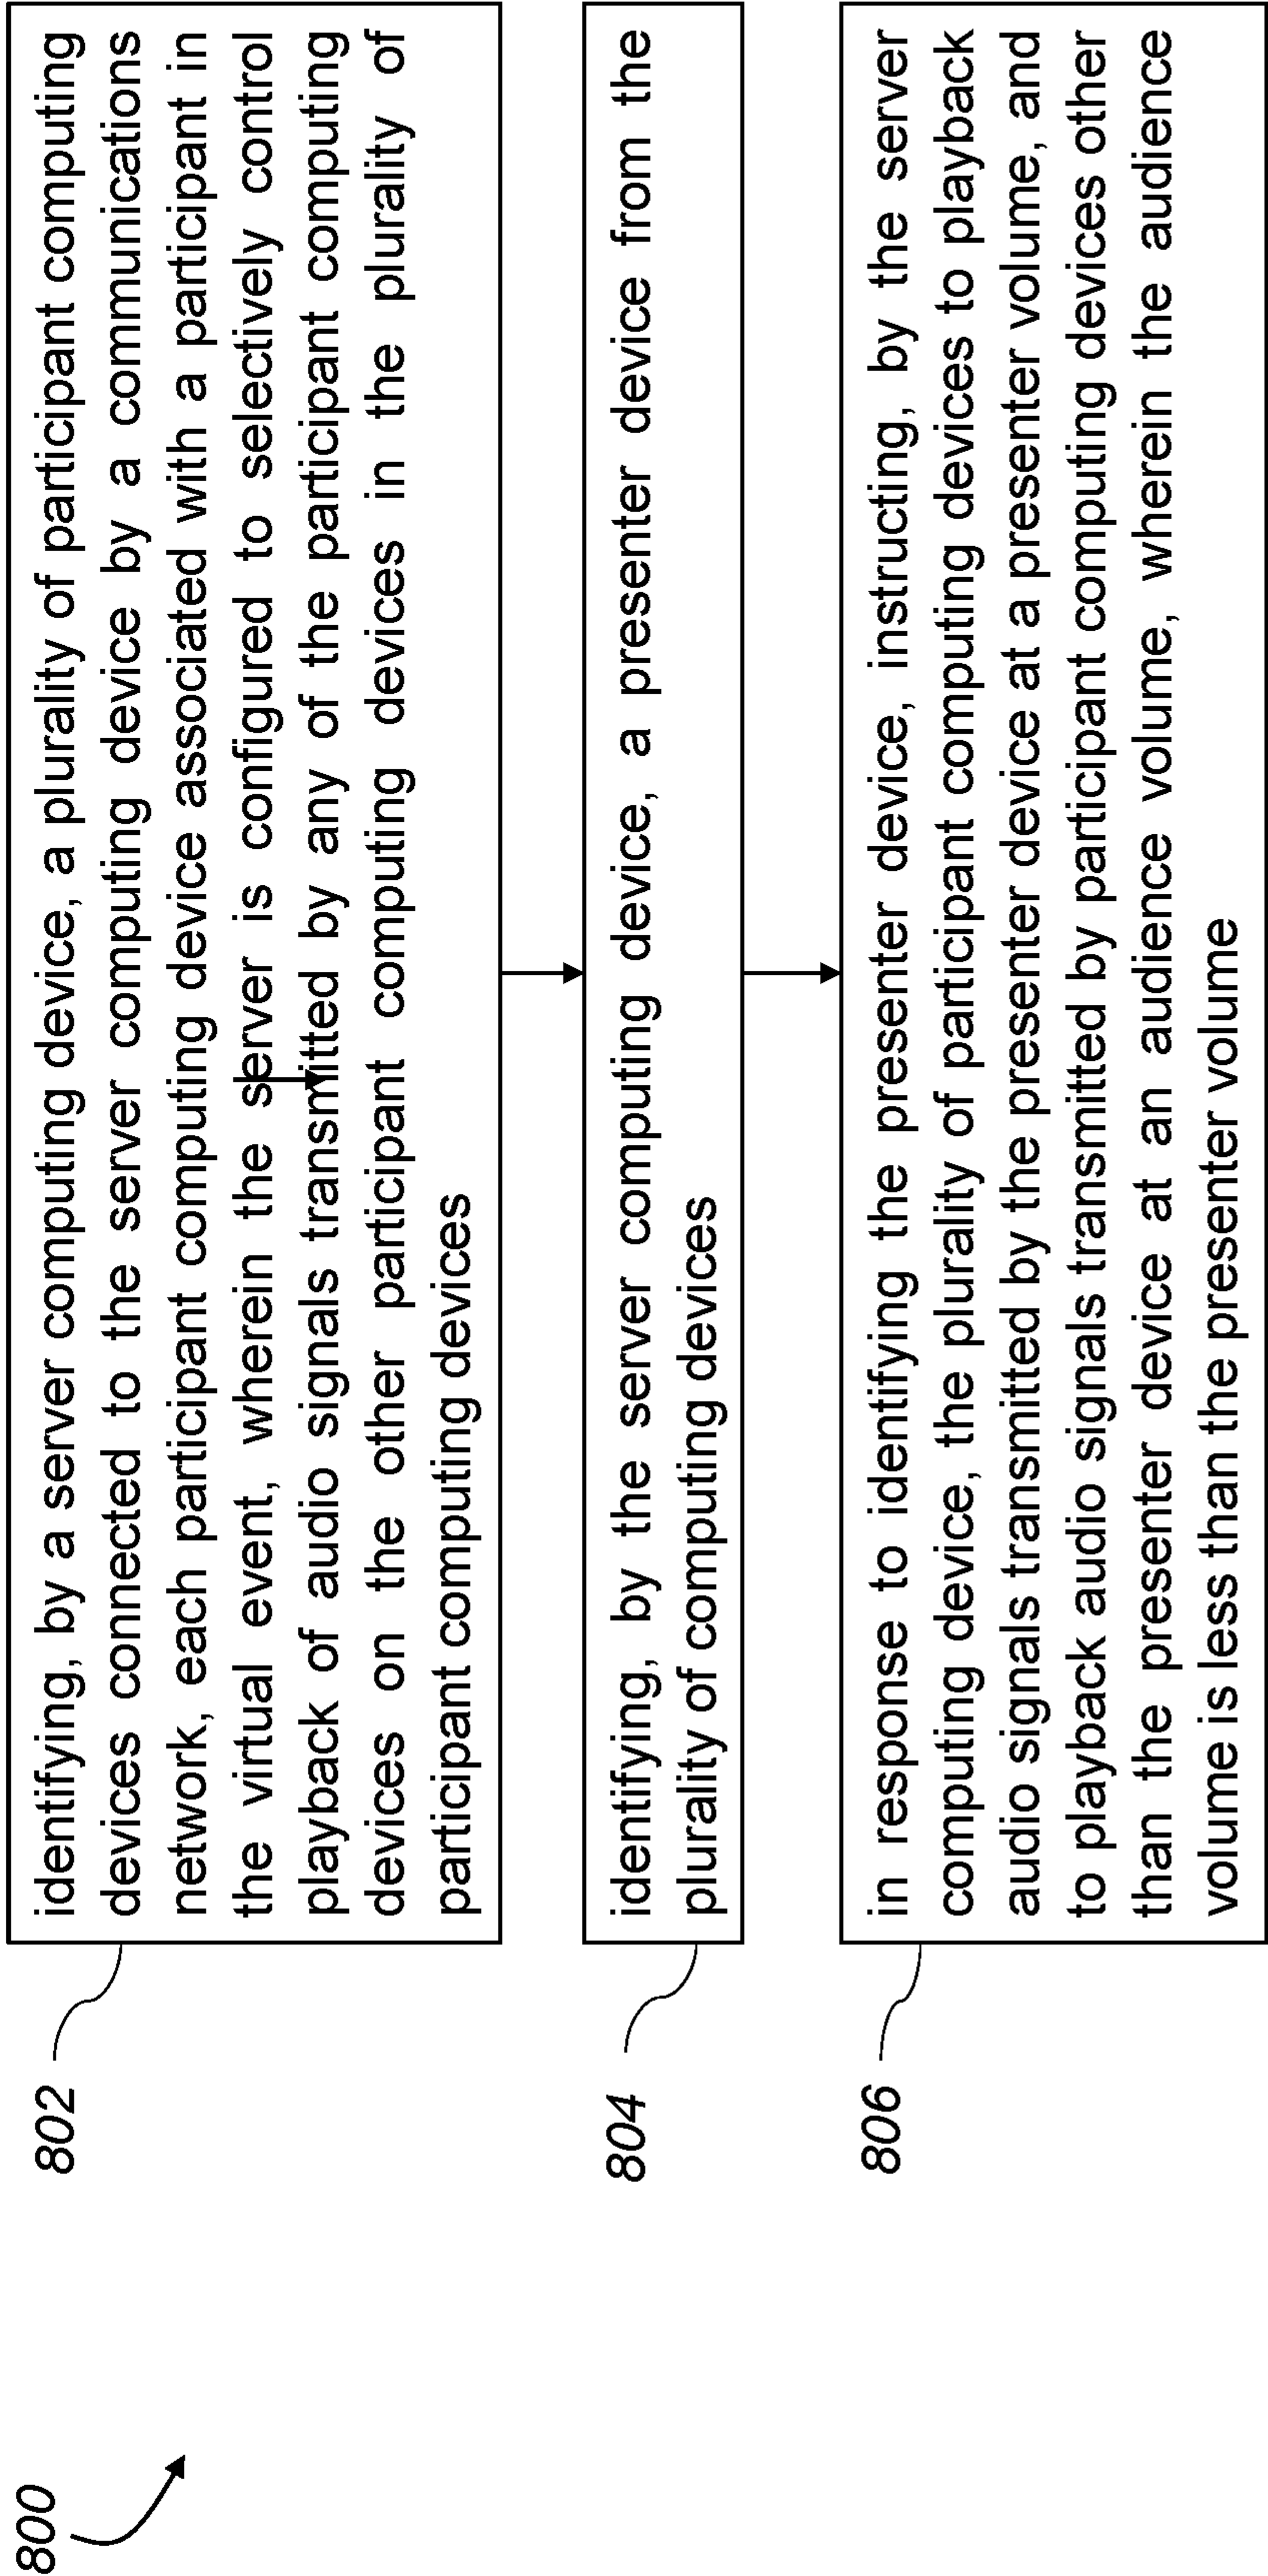 800
802
identifying, by a server computing device, a plurality of participant computing
devices connected to the server computing device by a communications
network, each participant computing device associated with a participant in
the virtual event, wherein the server is configured to selectively control
playback of audio signals transmitted by any of the participant computing
devices on the other participant computing devices in the plurality of
participant computing devices
804
identifying, by the server computing device, a presenter device from the
plurality of computing devices
806
in response to identifying the presenter device, instructing, by the server
computing device, the plurality of participant computing devices to playback
audio signals transmitted by the presenter device at a presenter volume, and
to playback audio signals transmitted by participant computing devices other
than the presenter device at an audience volume, wherein the audience
volume is less than the presenter volume